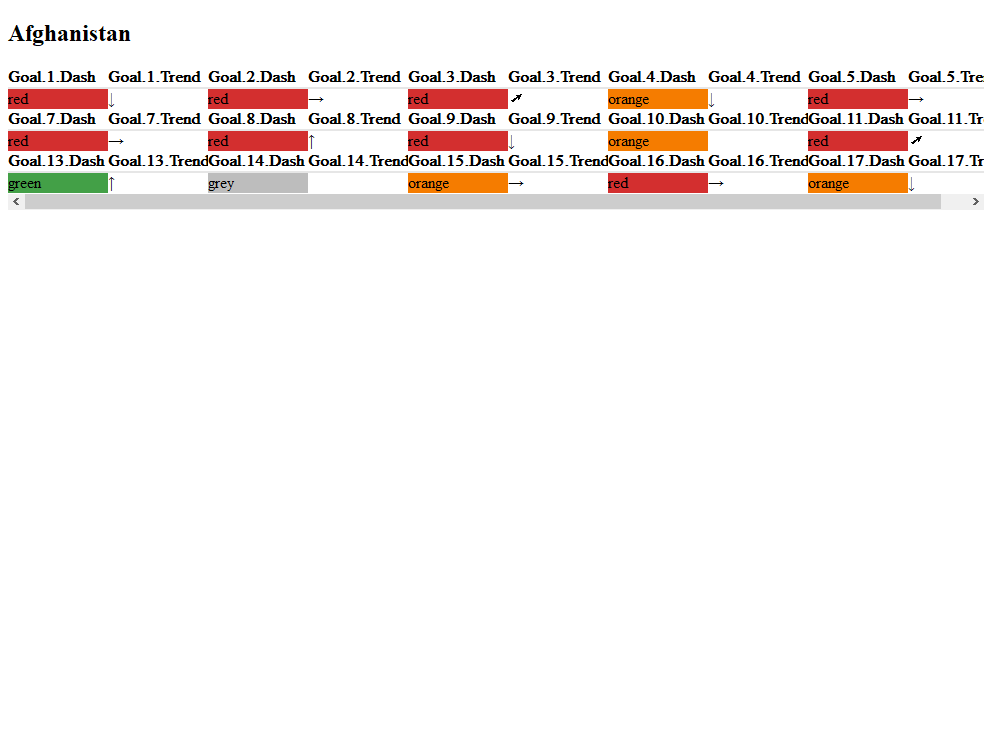 Afghanistan
Goal.1.Dash Goal.1.Trend Goal.2.Dash Goal.2.Trend Goal.3.Dash Goal.3.Trend Goal.4.Dash Goal.4.Trend Goal.5.Dash Goal.5.Tre
red ↓ red → red ➚ orange ↓ red →
Goal.7.Dash Goal.7.Trend Goal.8.Dash Goal.8.Trend Goal.9.Dash Goal.9.Trend Goal.10.Dash Goal.10.Trend Goal.11.Dash Goal.11.Tr
red → red ↑ red ↓ orange red ➚
Goal.13.Dash Goal.13.Trend Goal.14.Dash Goal.14.Trend Goal.15.Dash Goal.15.Trend Goal.16.Dash Goal.16.Trend Goal.17.Dash Goal.17.Tr
green ↑ grey orange → red → orange ↓